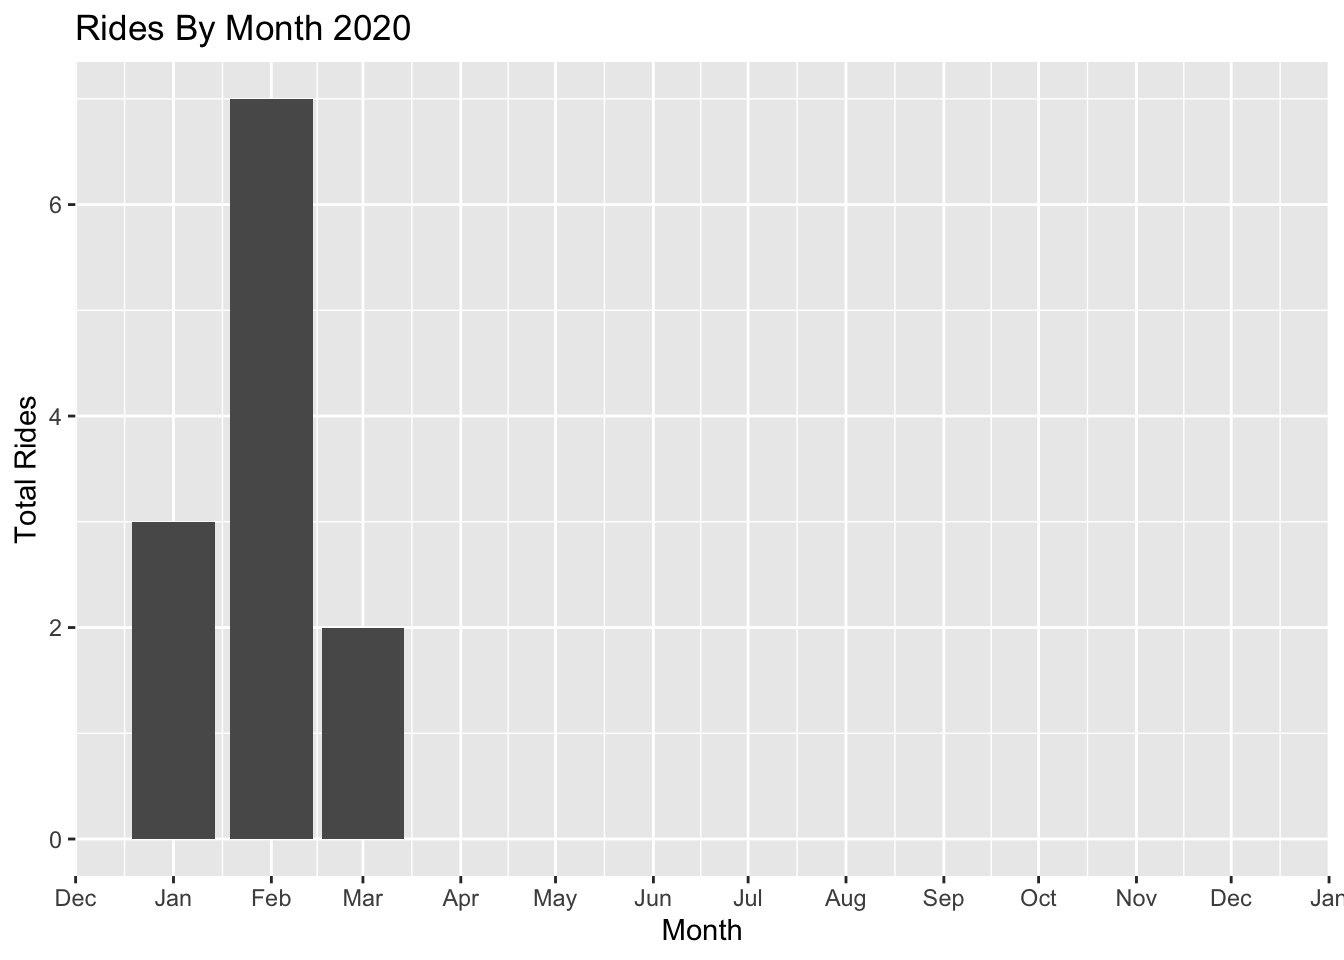 Rides By Month 2020
Total Rides
6
4
2
0
Dec Jan Feb Mar Apr May Jun Jul Aug Sep Oct Nov Dec Jan
Month